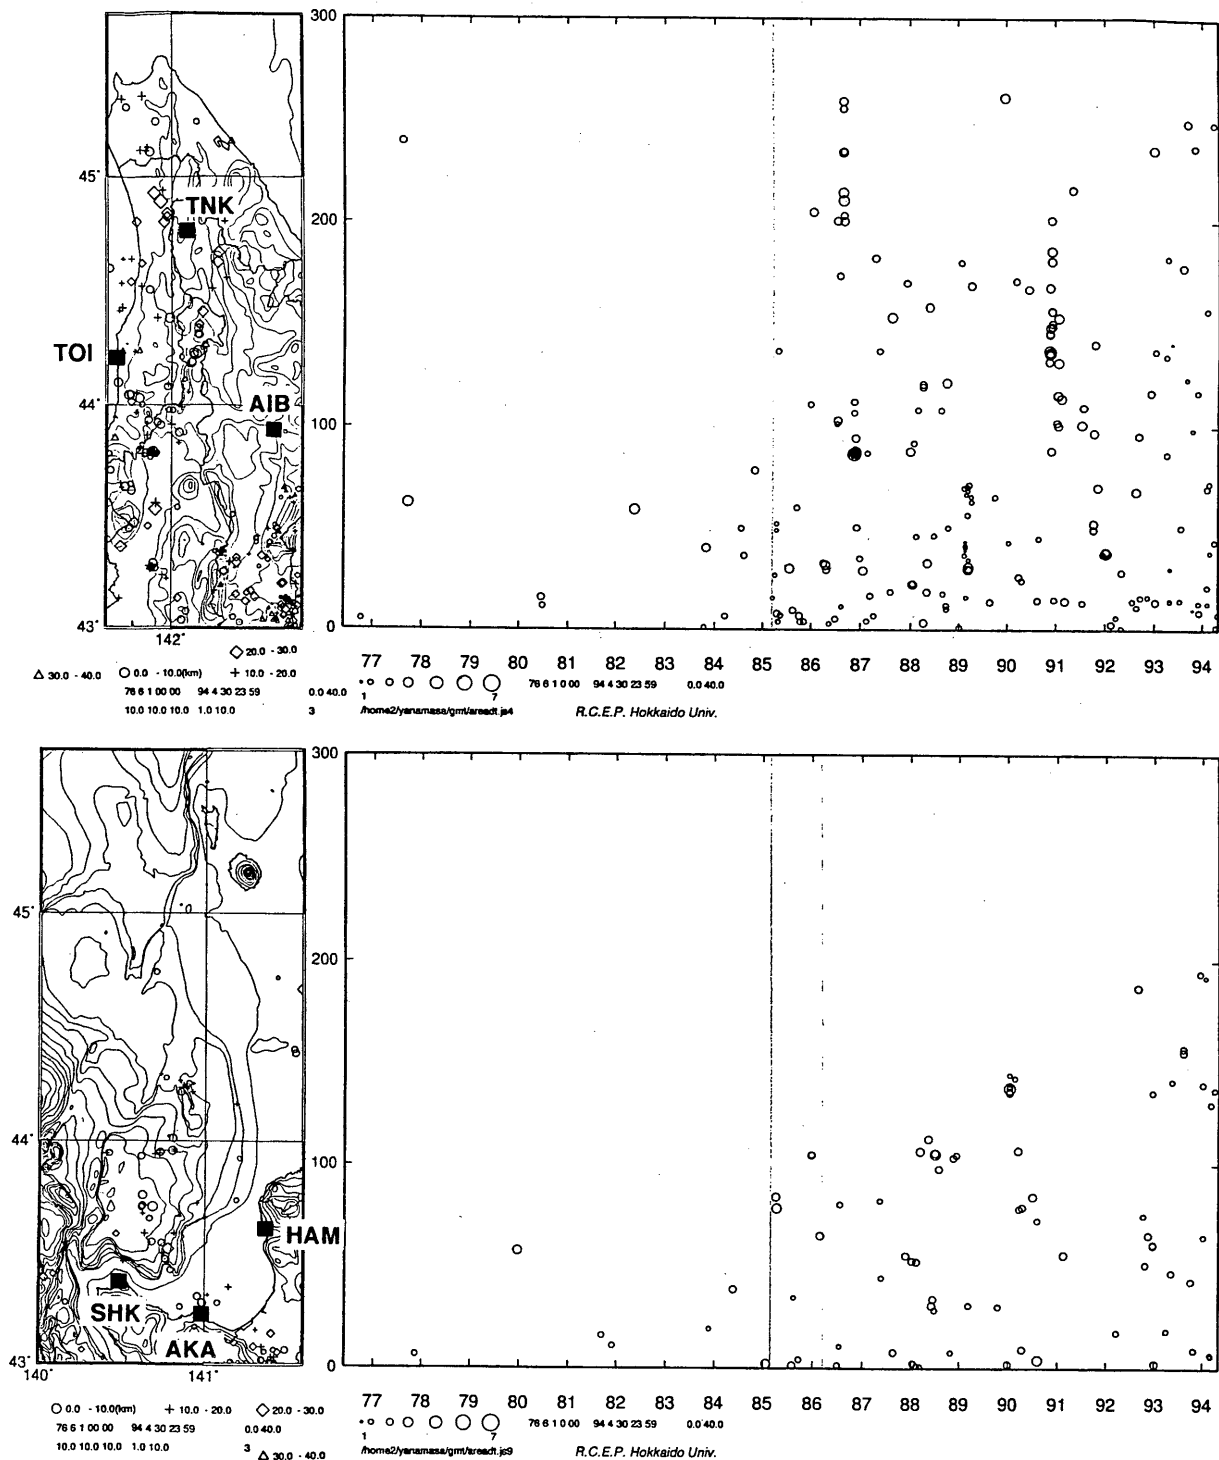 300
45°
TNK
200
TOI
44°
AIB
100
43°
142°
0
77 78 79 80 81 82 83 84 85 86 87 88 89 90 91 92 93 94
20.0 - 30.0
30.0 - 40.0 0.0 - 10.0(km) 10.0 - 20.0
76 6 1 00 00 94 4 30 23 59 0.0 40.0
1 7 76 6 1 0 00 94 4 30 23 59 0.0 40.0
10.0 10.0 10.0 1.0 10.0 3 /home2/yanamasa/gmt/areadt.js4 R.C.E.P. Hokkaido Univ.
300
45°
200
44°
100
HAM
SHK
AKA
43°
140° 141°
0
77 78 79 80 81 82 83 84 85 86 87 88 89 90 91 92 93 94
0.0 - 10.0(km) 10.0 - 20.0 20.0 - 30.0
76 6 1 00 00 94 4 30 23 59 0.0 40.0
1 7 76 6 1 0 00 94 4 30 23 59 0.0 40.0
10.0 10.0 10.0 1.0 10.0 3 30.0 - 40.0
/home2/yanamasa/gmt/areadt.js9 R.C.E.P. Hokkaido Univ.